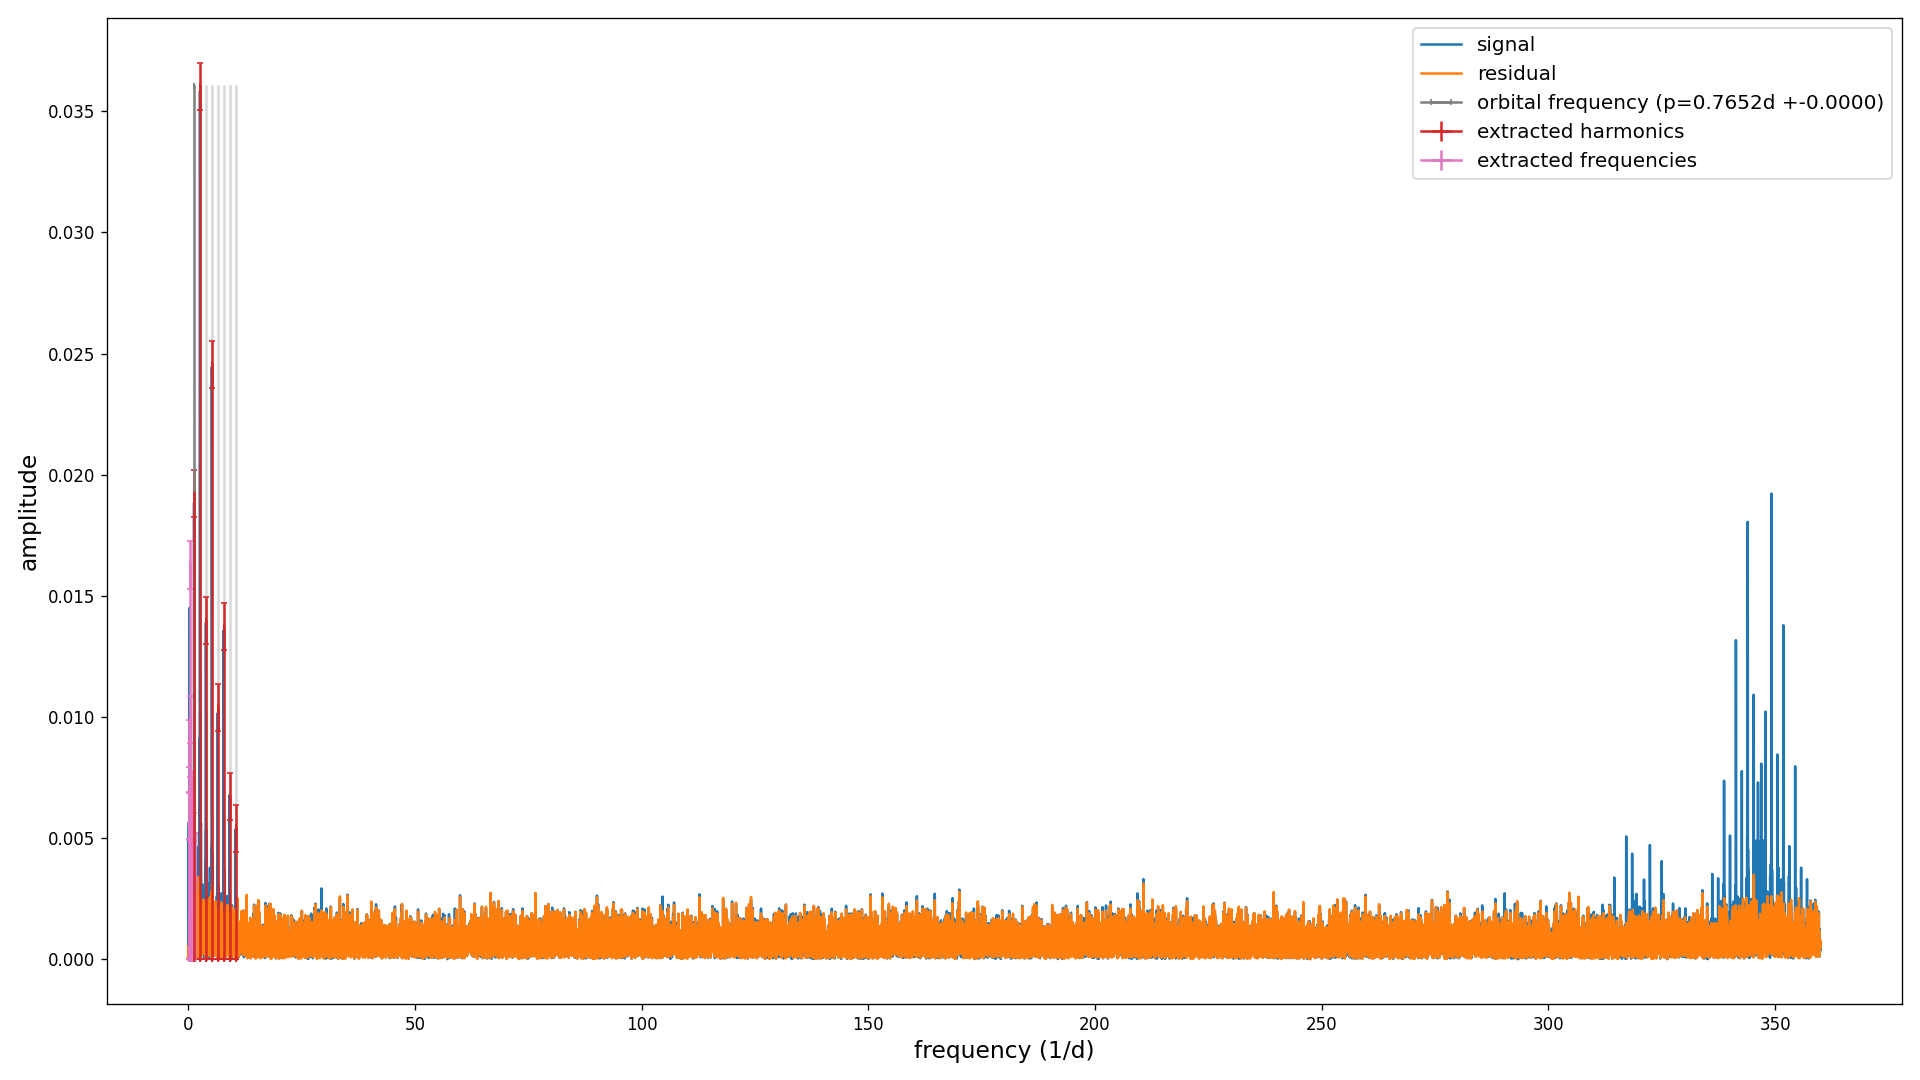 signal
residual
orbital frequency (p=0.7652d +-0.0000)
extracted harmonics
extracted frequencies
0.035
0.030
0.025
0.020
0.015
0.010
0.005
0.000
amplitude
0 50 100 150 200 250 300 350
frequency (1/d)